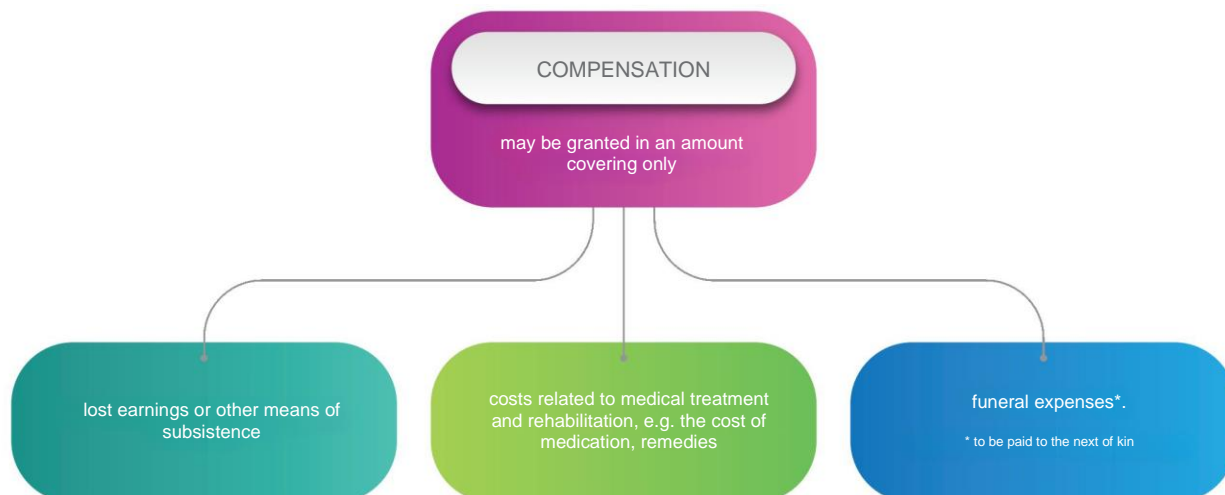 COMPENSATION
may be granted in an amount
covering only
lost earnings or other means of
subsistence
costs related to medical treatment
and rehabilitation, e.g. the cost of
medication, remedies
funeral expenses*.
* to be paid to the next of kin